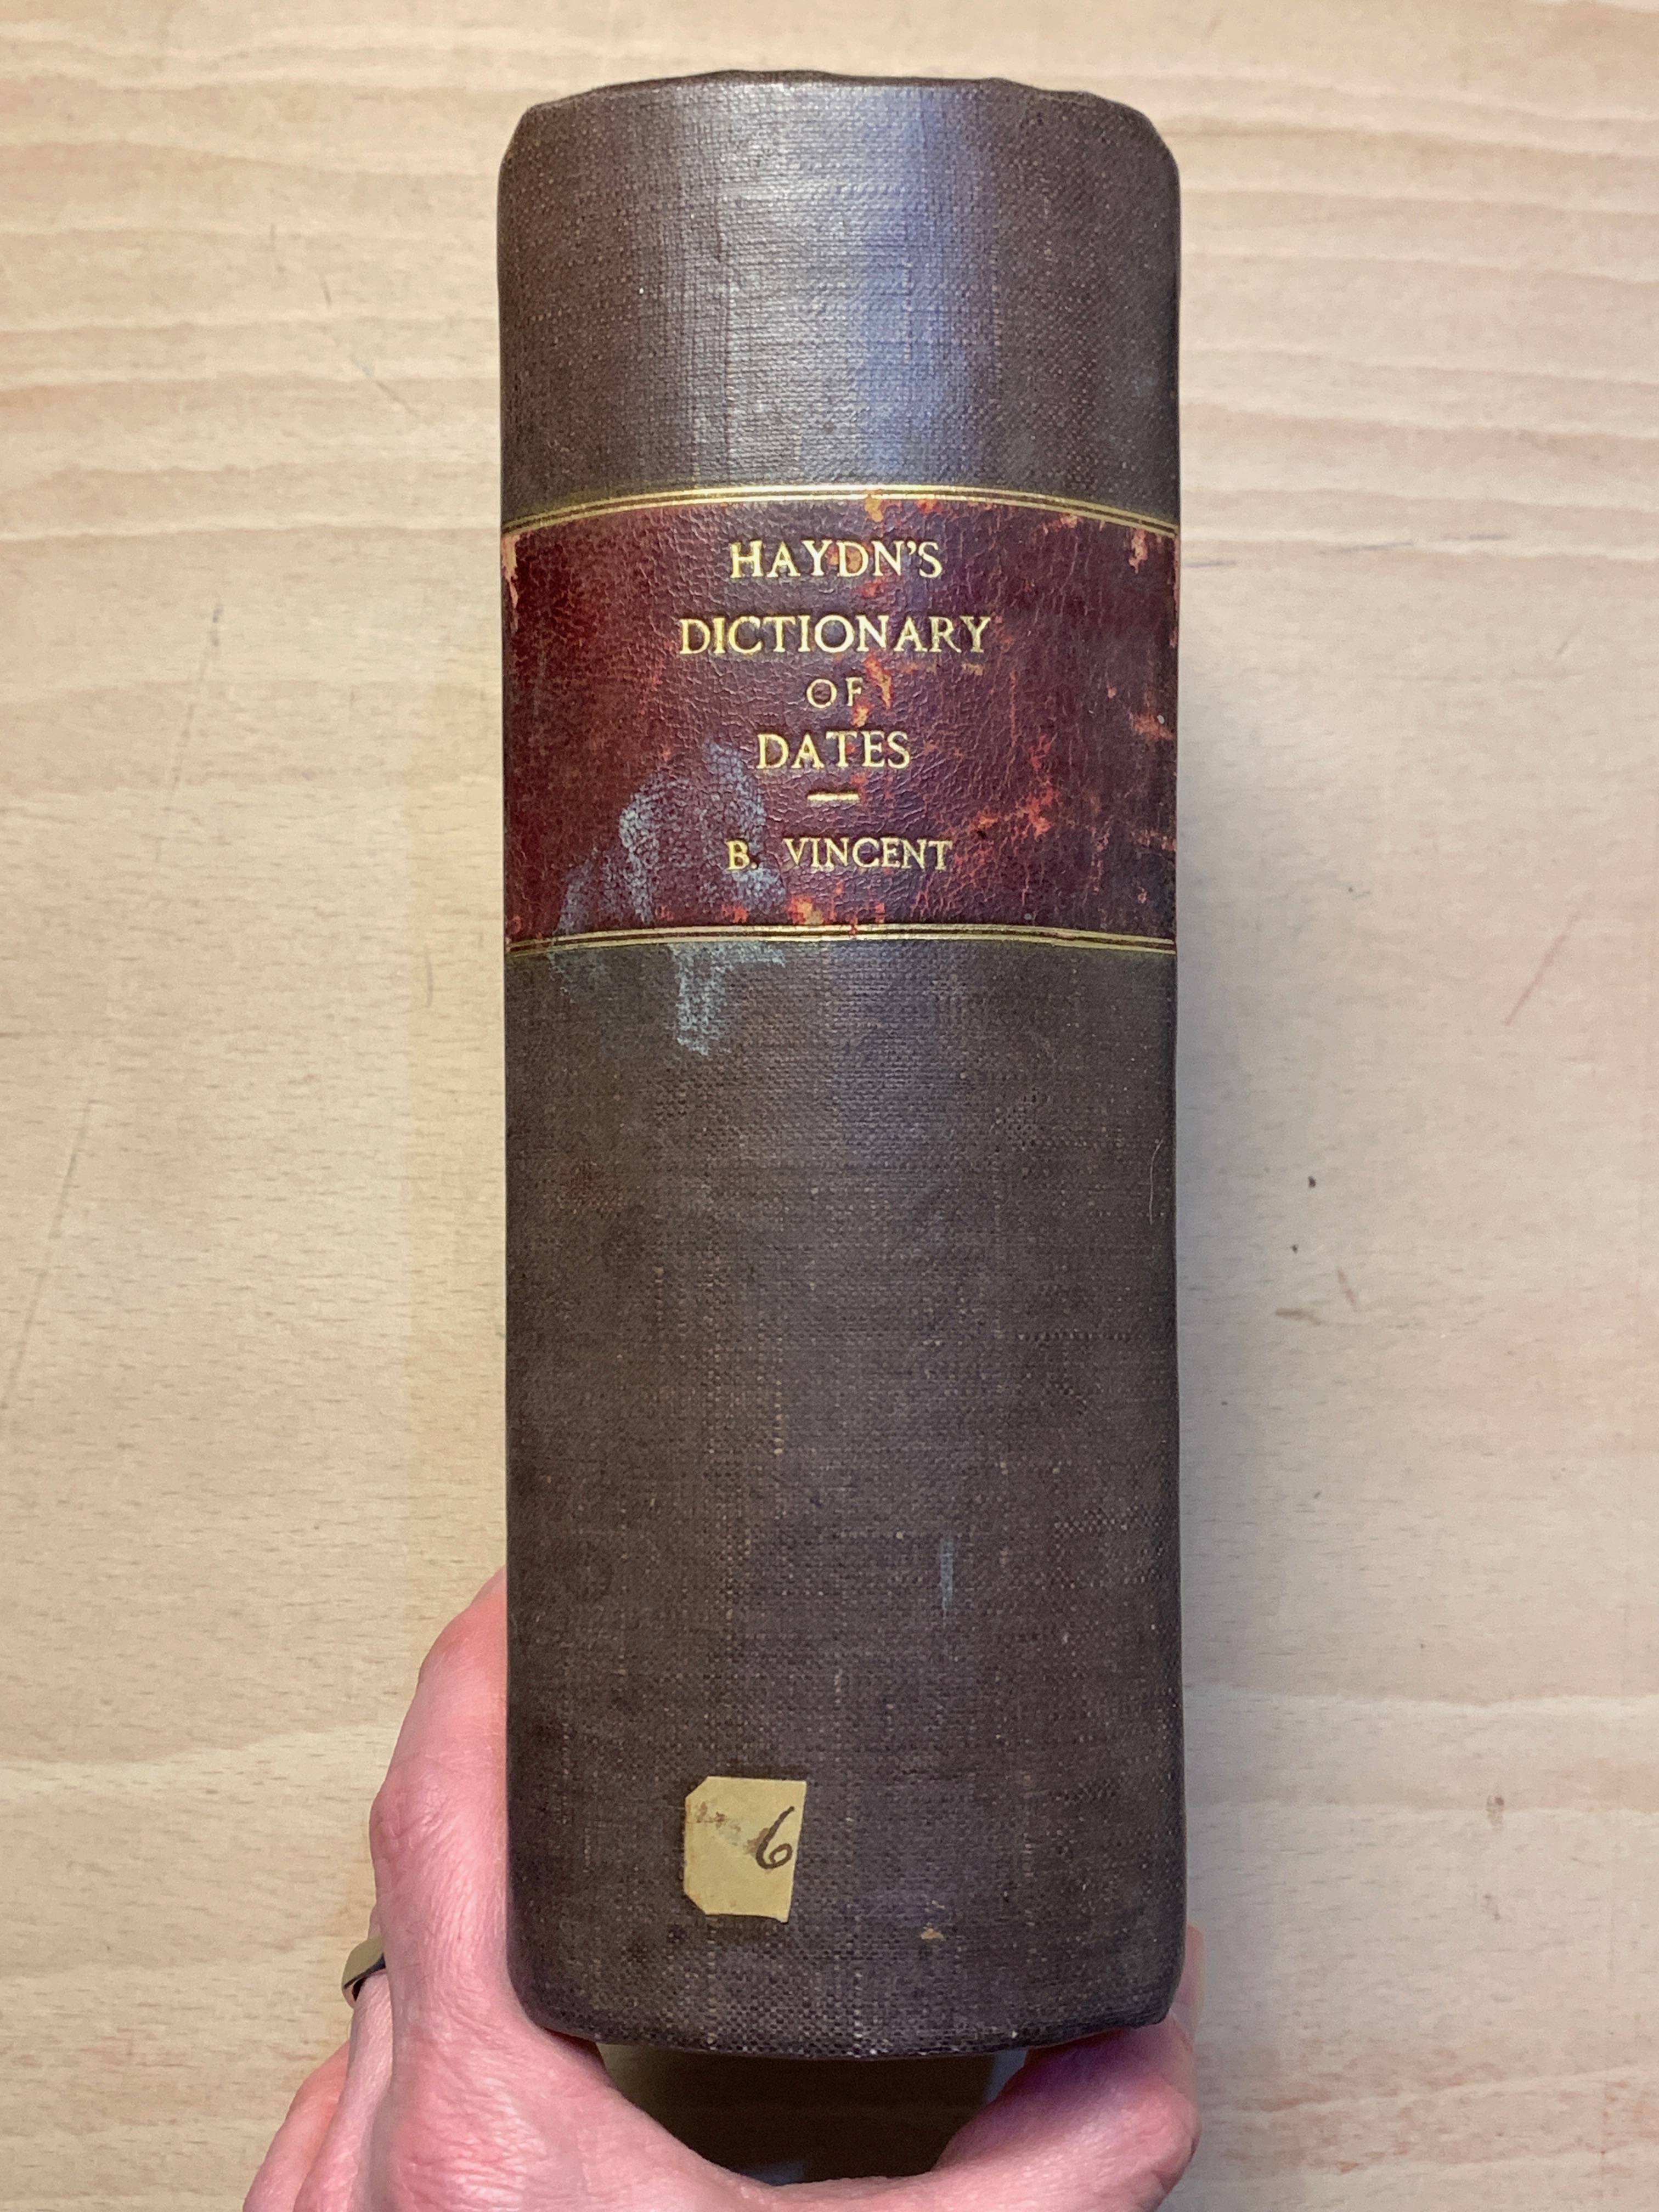 HAYDN'S
DICTIONARY
OF
DATES
B. VINCENT
6